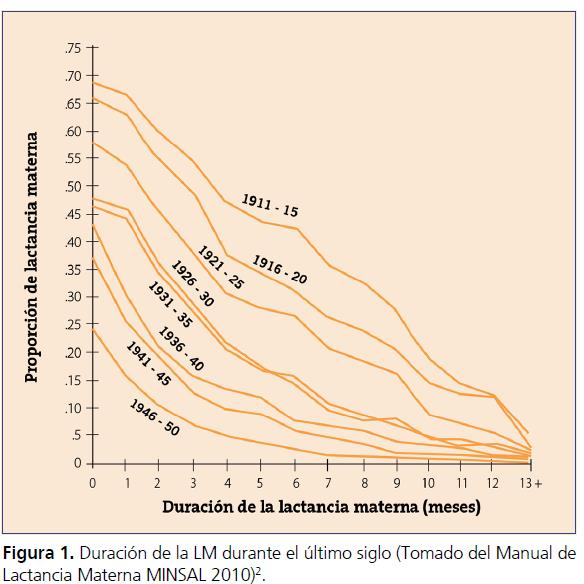 .75
.70
.65
.60
.55
.50
.45
.40
.35
.30
.25
.20
.15
.10
.5
0
Proporción de lactancia materna
1911 - 15
1916 - 20
1921 - 25
1926 - 30
1931 - 35
1936 - 40
1941 - 45
1946 - 50
0 1 2 3 4 5 6 7 8 9 10 11 12 13+
Duración de la lactancia materna (meses)
Figura 1. Duración de la LM durante el último siglo (Tomado del Manual de
Lactancia Materna MINSAL 2010)².